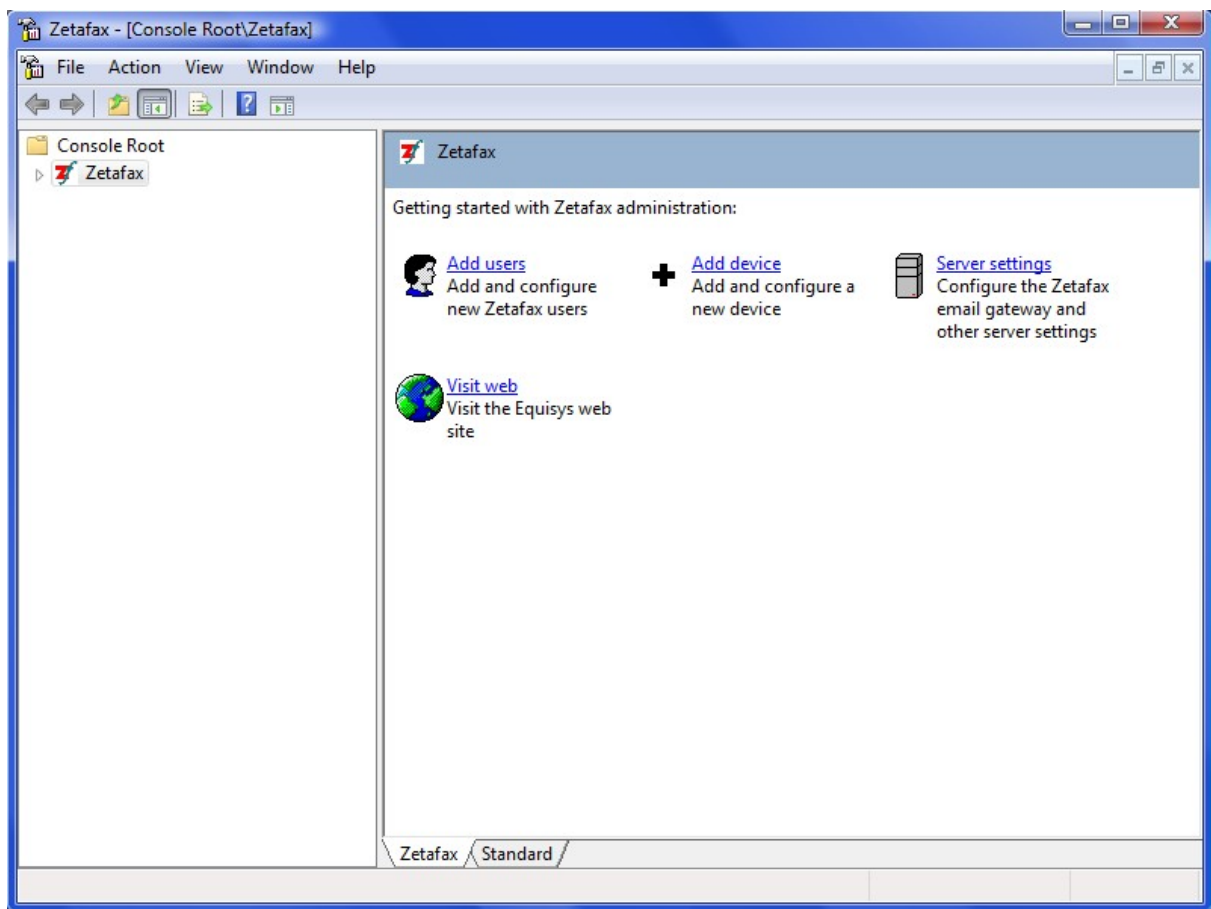 Zetafax - [Console Root\Zetafax]
File Action View Window Help
Console Root
Zetafax
Zetafax
Getting started with Zetafax administration:
Add users
Add and configure
new Zetafax users
Add device
Add and configure a
new device
Server settings
Configure the Zetafax
email gateway and
other server settings
Visit web
Visit the Equisys web
site
Zetafax Standard